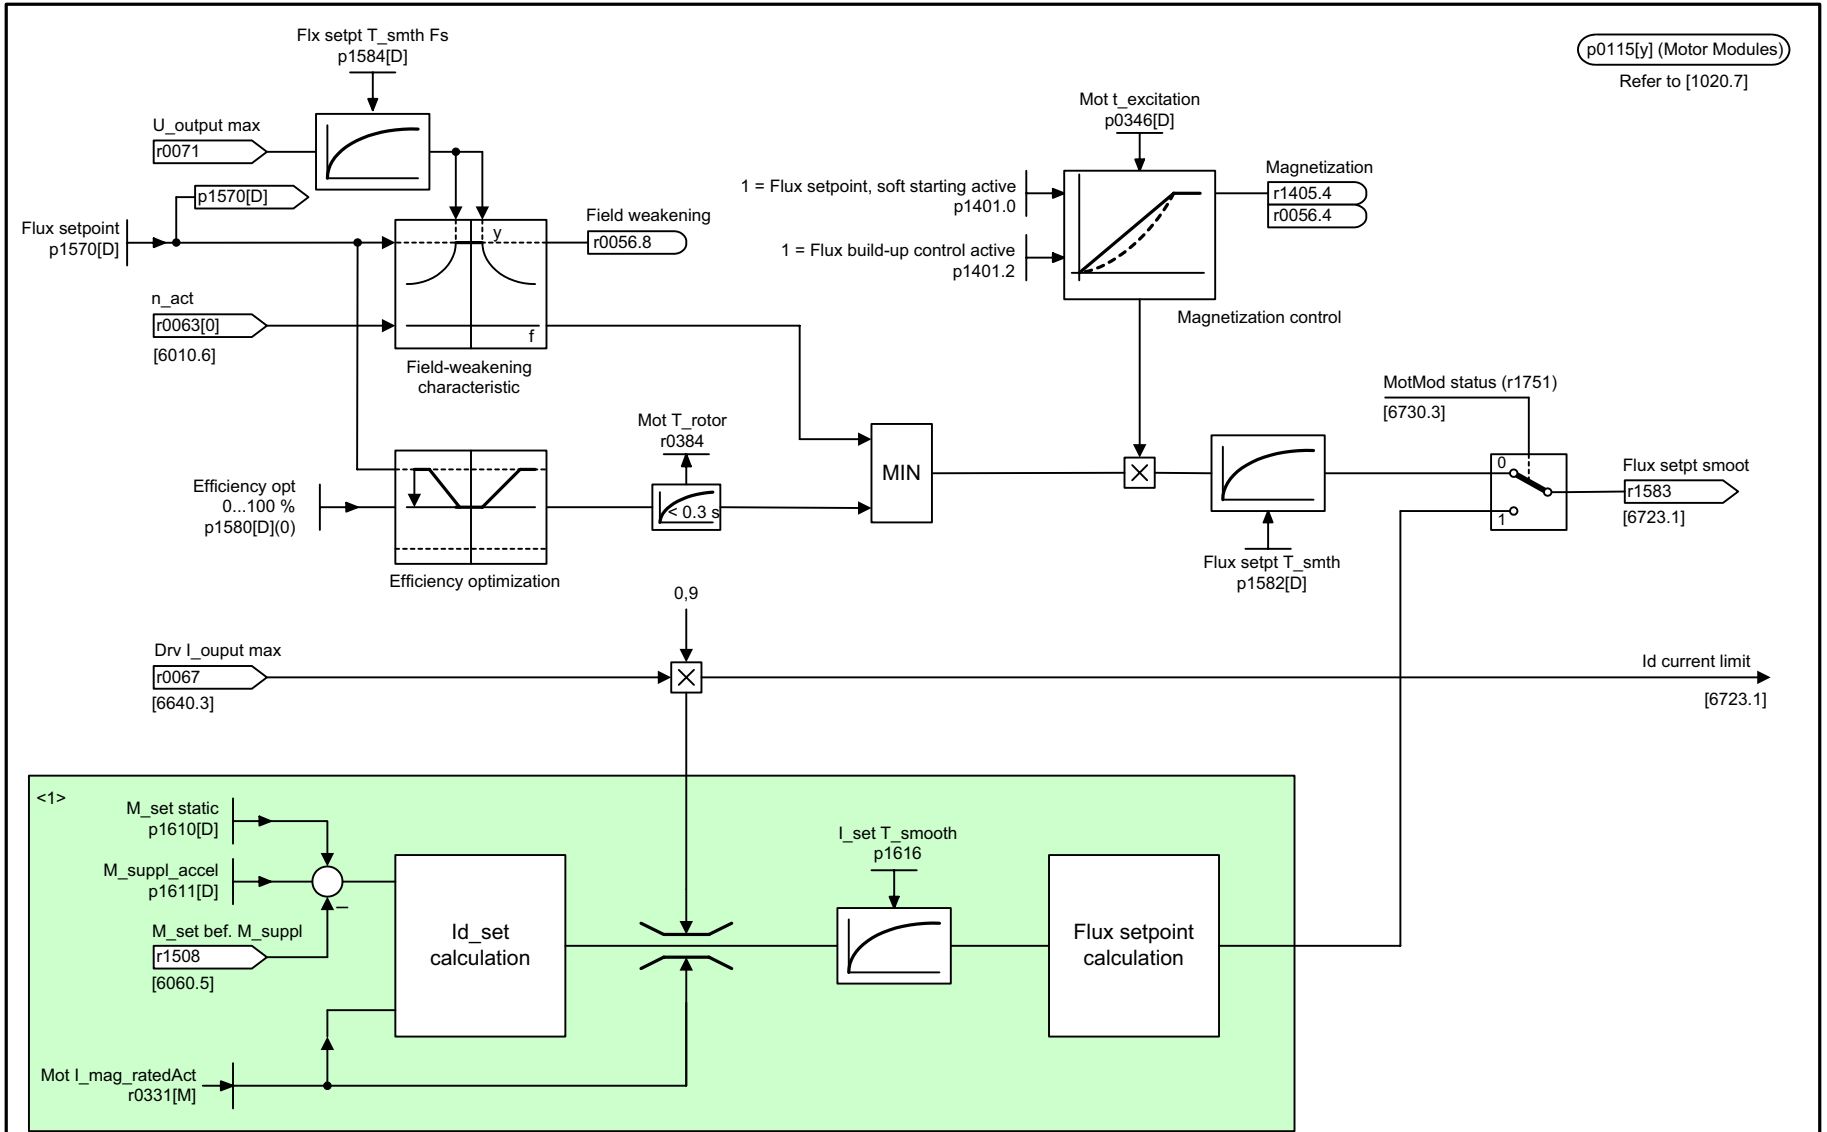 Flx setpt T_smth Fs
p1584[D]
p0115[y] (Motor Modules)
Refer to [1020.7]
U_output max
r0071
p1570[D]
Flux setpoint
p1570[D]
y
Field weakening
r0056.8
n_act
r0063[0]
[6010.6]
f
Field-weakening
characteristic
Mot t_excitation
p0346[D]
1 = Flux setpoint, soft starting active
p1401.0
1 = Flux build-up control active
p1401.2
Magnetization
r1405.4
r0056.4
Magnetization control
MotMod status (r1751)
[6730.3]
Mot T_rotor
r0384
Efficiency opt
0...100 %
p1580[D](0)
< 0.3 s
Efficiency optimization
MIN
Flux setpt T_smth
p1582[D]
0
1
Flux setpt smoot
r1583
[6723.1]
0,9
Drv I_ouput max
r0067
[6640.3]
Id current limit
[6723.1]
<1>
M_set static
p1610[D]
M_suppl_accel
p1611[D]
–
M_set bef. M_suppl
r1508
[6060.5]
Id_set
calculation
I_set T_smooth
p1616
Flux setpoint
calculation
Mot I_mag_ratedAct
r0331[M]